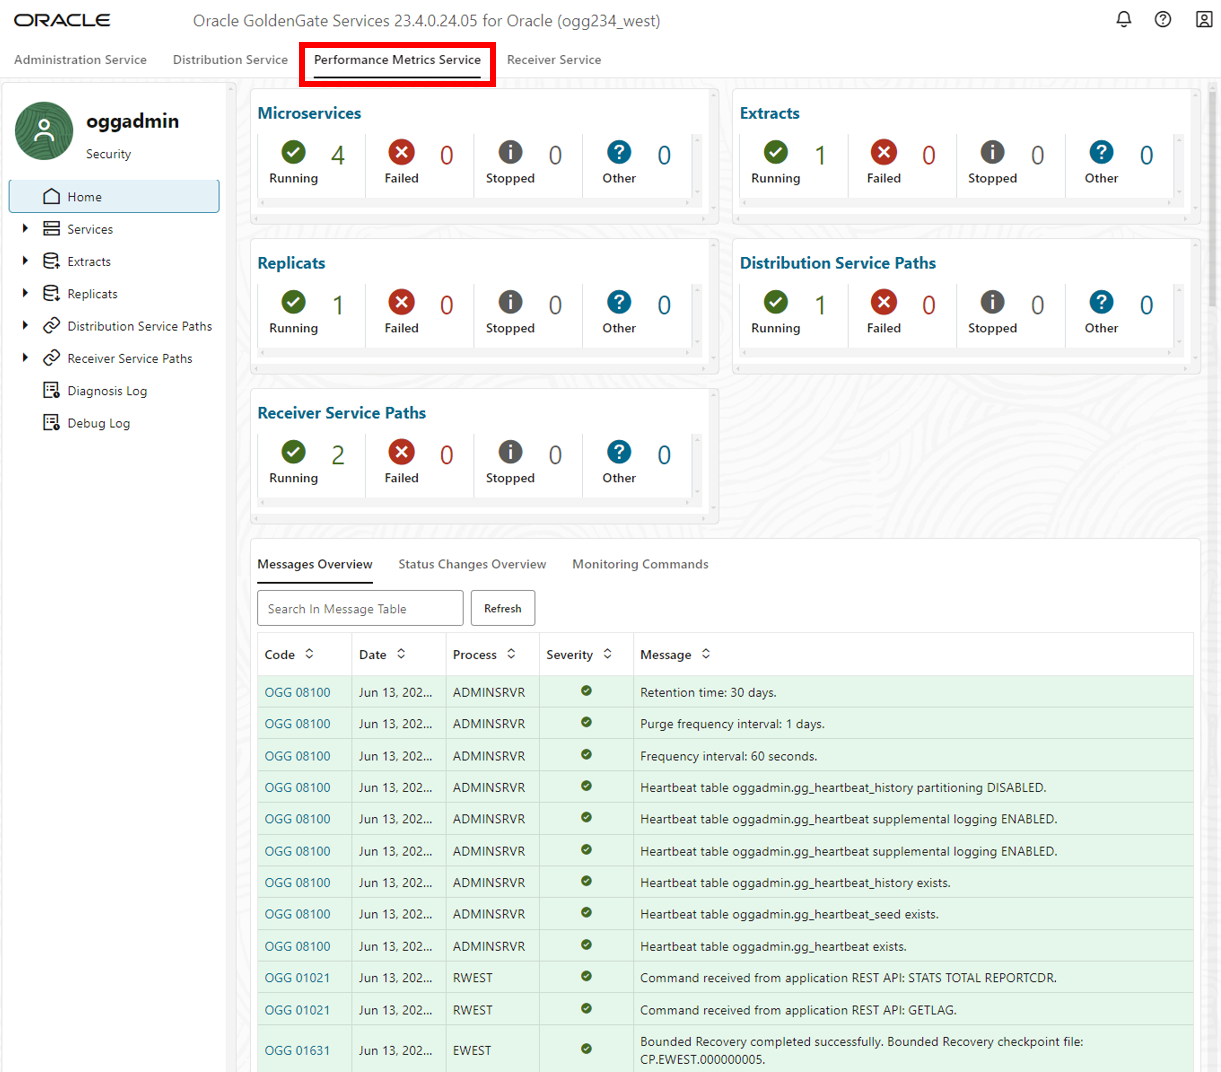 ORACLE Oracle GoldenGate Services 23.4.0.24.05 for Oracle (ogg234_west)
Administration Service Distribution Service Performance Metrics Service Receiver Service
oggadmin
Security
Home
Services
Extracts
Replicats
Distribution Service Paths
Receiver Service Paths
Diagnosis Log
Debug Log
Microservices
4 0 0 0
Running Failed Stopped Other
Extracts
1 0 0 0
Running Failed Stopped Other
Replicats
1 0 0 0
Running Failed Stopped Other
Distribution Service Paths
1 0 0 0
Running Failed Stopped Other
Receiver Service Paths
2 0 0 0
Running Failed Stopped Other
Messages Overview Status Changes Overview Monitoring Commands
Search In Message Table Refresh
Code Date Process Severity Message
OGG 08100 Jun 13, 202... ADMINSRVR Retention time: 30 days.
OGG 08100 Jun 13, 202... ADMINSRVR Purge frequency interval: 1 days.
OGG 08100 Jun 13, 202... ADMINSRVR Frequency interval: 60 seconds.
OGG 08100 Jun 13, 202... ADMINSRVR Heartbeat table oggadmin.gg_heartbeat_history partitioning DISABLED.
OGG 08100 Jun 13, 202... ADMINSRVR Heartbeat table oggadmin.gg_heartbeat supplemental logging ENABLED.
OGG 08100 Jun 13, 202... ADMINSRVR Heartbeat table oggadmin.gg_heartbeat supplemental logging ENABLED.
OGG 08100 Jun 13, 202... ADMINSRVR Heartbeat table oggadmin.gg_heartbeat_history exists.
OGG 08100 Jun 13, 202... ADMINSRVR Heartbeat table oggadmin.gg_heartbeat_seed exists.
OGG 08100 Jun 13, 202... ADMINSRVR Heartbeat table oggadmin.gg_heartbeat exists.
OGG 01021 Jun 13, 202... RWEST Command received from application REST API: STATS TOTAL REPORTCDR.
OGG 01021 Jun 13, 202... RWEST Command received from application REST API: GETLAG.
OGG 01631 Jun 13, 202... EWEST Bounded Recovery completed successfully. Bounded Recovery checkpoint file:
CP.EWEST.000000005.